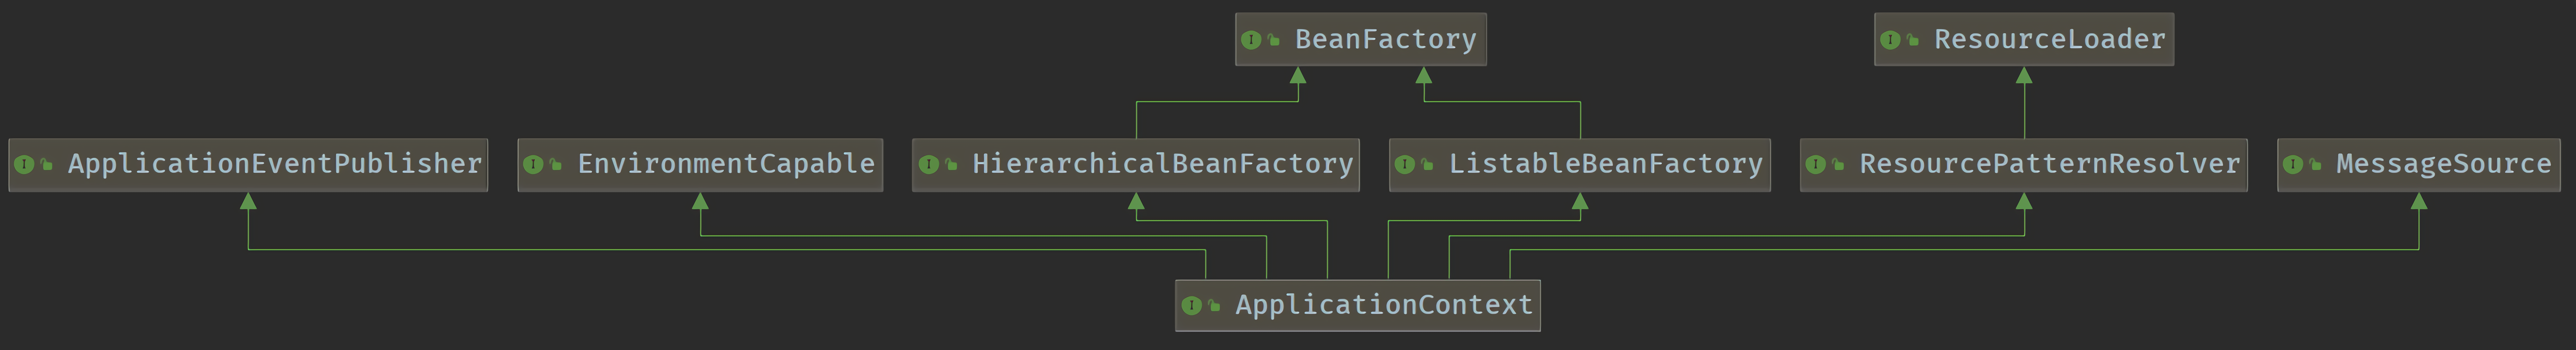 BeanFactory
ResourceLoader
ApplicationEventPublisher
EnvironmentCapable
HierarchicalBeanFactory
ListableBeanFactory
ResourcePatternResolver
MessageSource
ApplicationContext